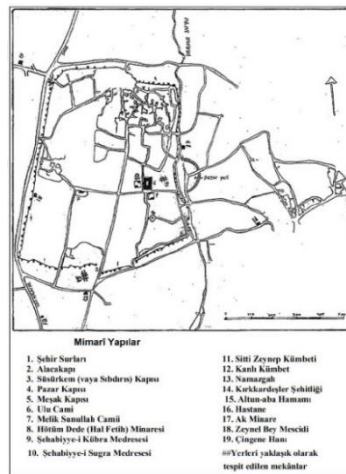 Mimarî Yapılar
1. Şehir Surları
2. Alacakapı
3. Süsürkem (vaya Sıbdırıs) Kapısı
4. Pazar Kapısı
5. Meşak Kapısı
6. Ulu Cami
7. Melik Sunullah Camii
8. Hötüm Dede (Hal Fetih) Minaresi
9. Şehabiyye-i Kübra Medresesi
10. Şehabiyye-i Sugra Medresesi
11. Sitti Zeynep Kümbeti
12. Kanlı Kümbet
13. Namazgah
14. Kırkkardeşler Şehitliği
15. Altun-aba Hamamı
16. Hastane
17. Ak Minare
18. Zeynel Bey Mescidi
19. Çingene Hanı
##Yerleri yaklaşık olarak
tespit edilen mekânlar